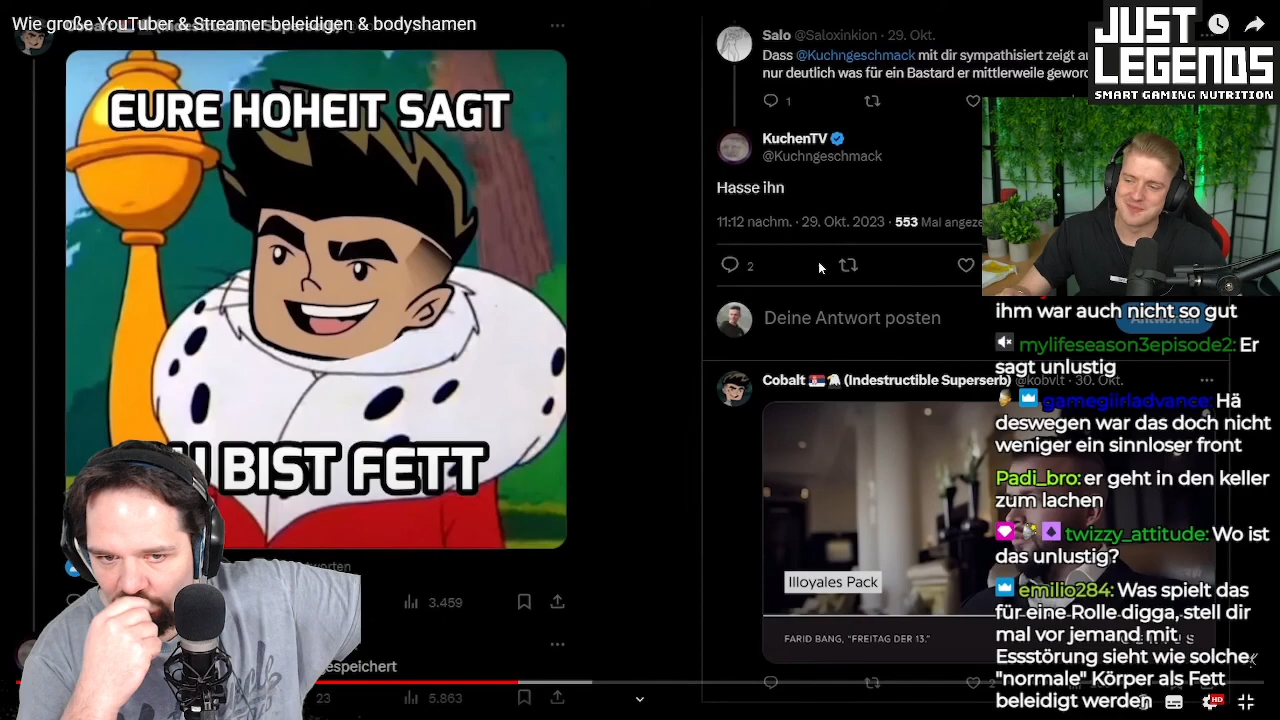 Wie große YouTuber & Streamer beleidigen & bodyshamen
EURE HOHEIT SAGT
BIST FETT
3.459
espeichert
23
5.863
Salo @Saloxinkion · 29. Okt.
Dass @Kuchngeschmack mit dir sympathisiert zeigt
nur deutlich was für ein Bastard er mittlerweile
1
KuchenTV
@Kuchngeschmack
Hasse ihn
11:12 nachm. · 29. Okt. 2023 · 553 Mal
2
Deine Antwort posten
Antworten
Cobalt (Indestructible Superserb) @kobvlt · 30. Okt.
Illoyales Pack
FARID BANG, "FREITAG DER 13."
JUST
LEGENDS
SMART GAMING NUTRITION
ihm war auch nicht so gut
mylifeseason3episode2: Er
sagt unlustig
gamegiirladvance: Hä
deswegen war das doch nicht
weniger ein sinnloser front
Padi_bro: er geht in den keller
zum lachen
twizzy_attitude: Wo ist
das unlustig?
emilio284: Was spielt das
für eine Rolle digga, stell dir
mal vor jemand mit
Essstörung sieht wie solche
"normale" Körper als Fett
beleidigt werden
HD